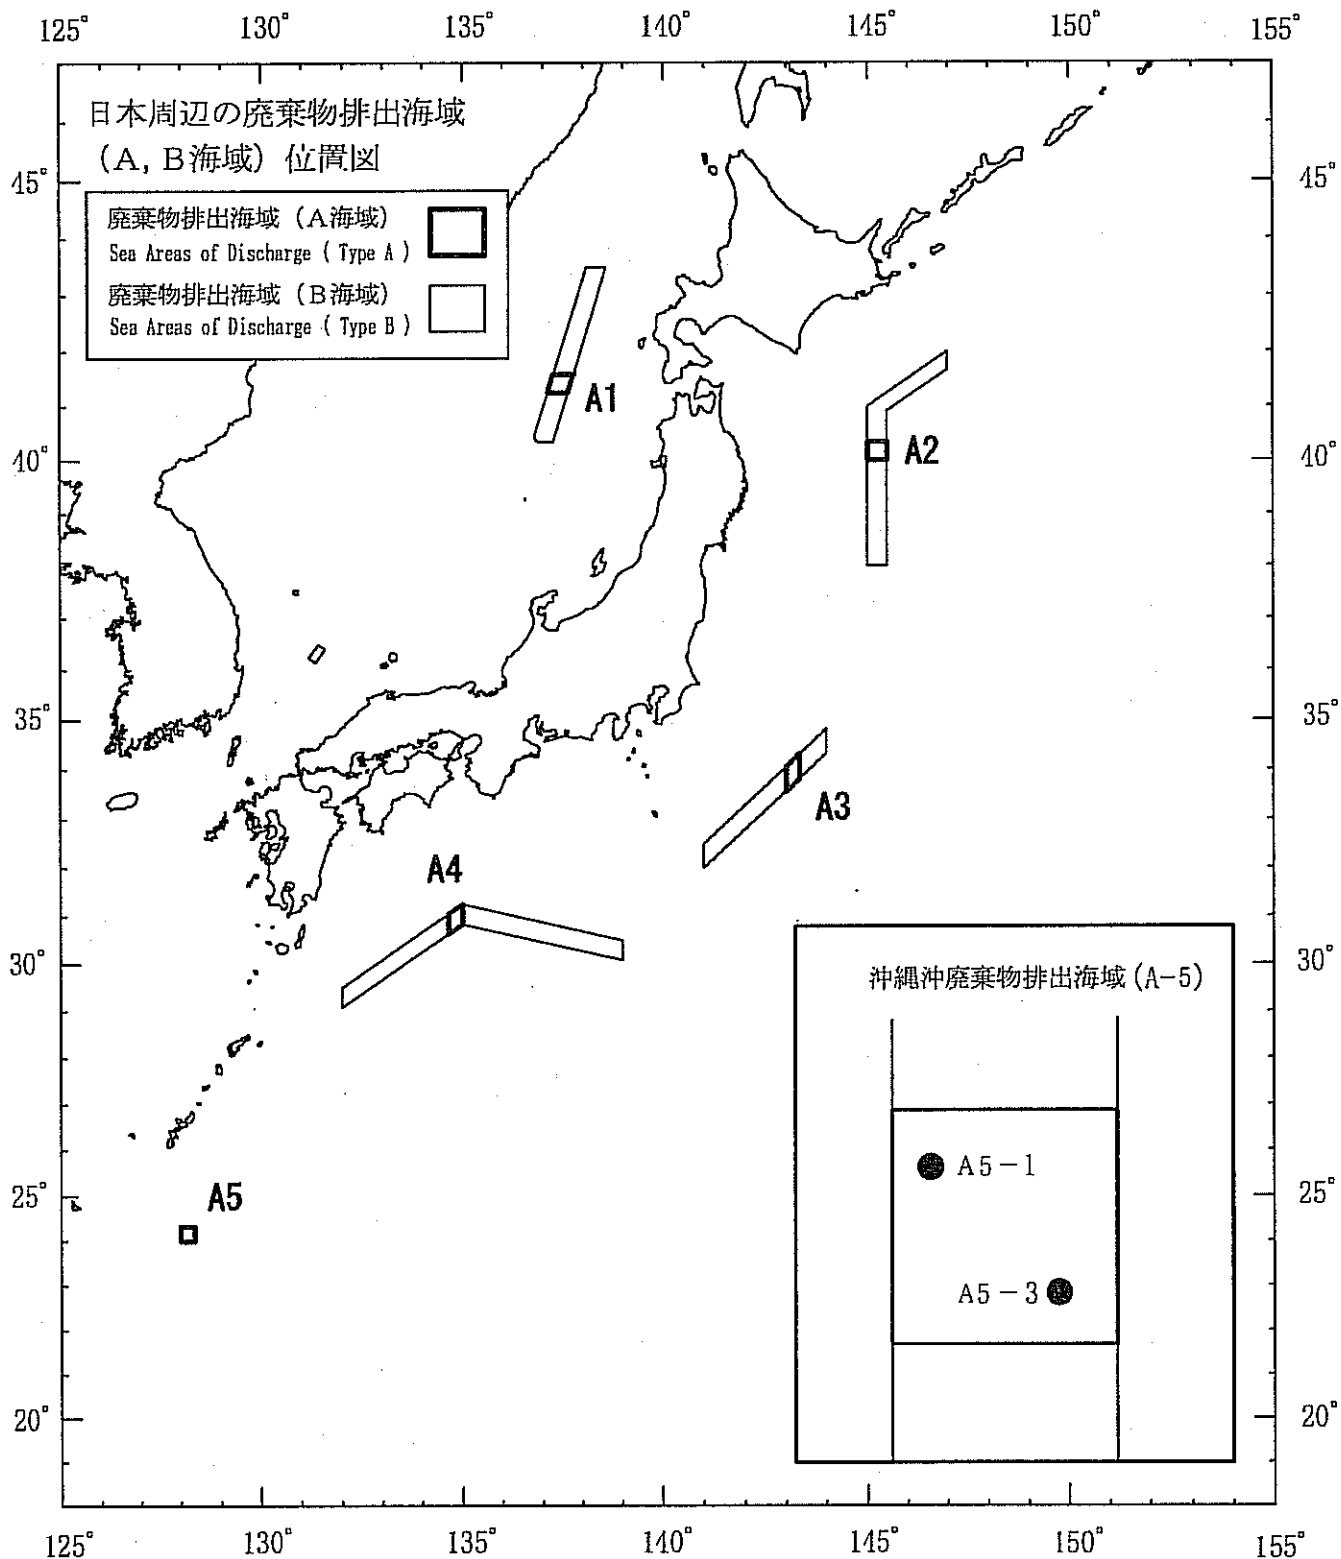 125° 130° 135° 140° 145° 150° 155°
日本周辺の廃棄物排出海域
(A, B海域) 位置図
45° 45°
廃棄物排出海域 (A海域)
Sea Areas of Discharge ( Type A )
廃棄物排出海域 (B海域)
Sea Areas of Discharge ( Type B )
A1
A2
40° 40°
35° 35°
A3
A4
30° 30°
沖縄沖廃棄物排出海域 (A-5)
A5-1
25° 25°
A5
A5-3
20° 20°
125° 130° 135° 140° 145° 150° 155°